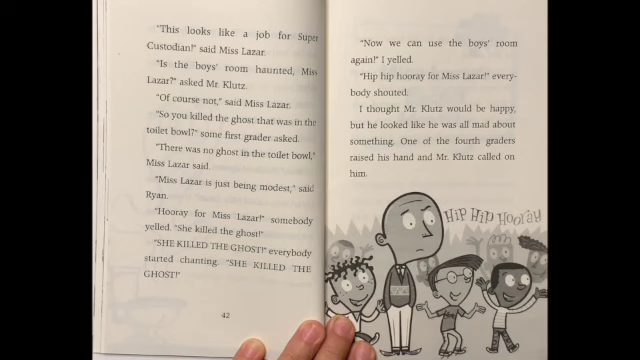 "This looks like a job for Super
Custodian!" said Miss Lazar.
"Is the boys' room haunted, Miss
Lazar?" asked Mr. Klutz.
"Of course not," said Miss Lazar.
"So you killed the ghost that was in the
toilet bowl?" some first grader asked.
"There was no ghost in the toilet bowl,"
Miss Lazar said.
"Miss Lazar is just being modest," said
Ryan.
"Hooray for Miss Lazar!" somebody
yelled. "She killed the ghost!"
"SHE KILLED THE GHOST!" everybody
started chanting. "SHE KILLED THE
GHOST!"
42
"Now we can use the boys' room
again!" I yelled.
"Hip hip hooray for Miss Lazar!" every-
body shouted.
I thought Mr. Klutz would be happy,
but he looked like he was all mad about
something. One of the fourth graders
raised his hand and Mr. Klutz called on
him.
HIP HIP HOORAY